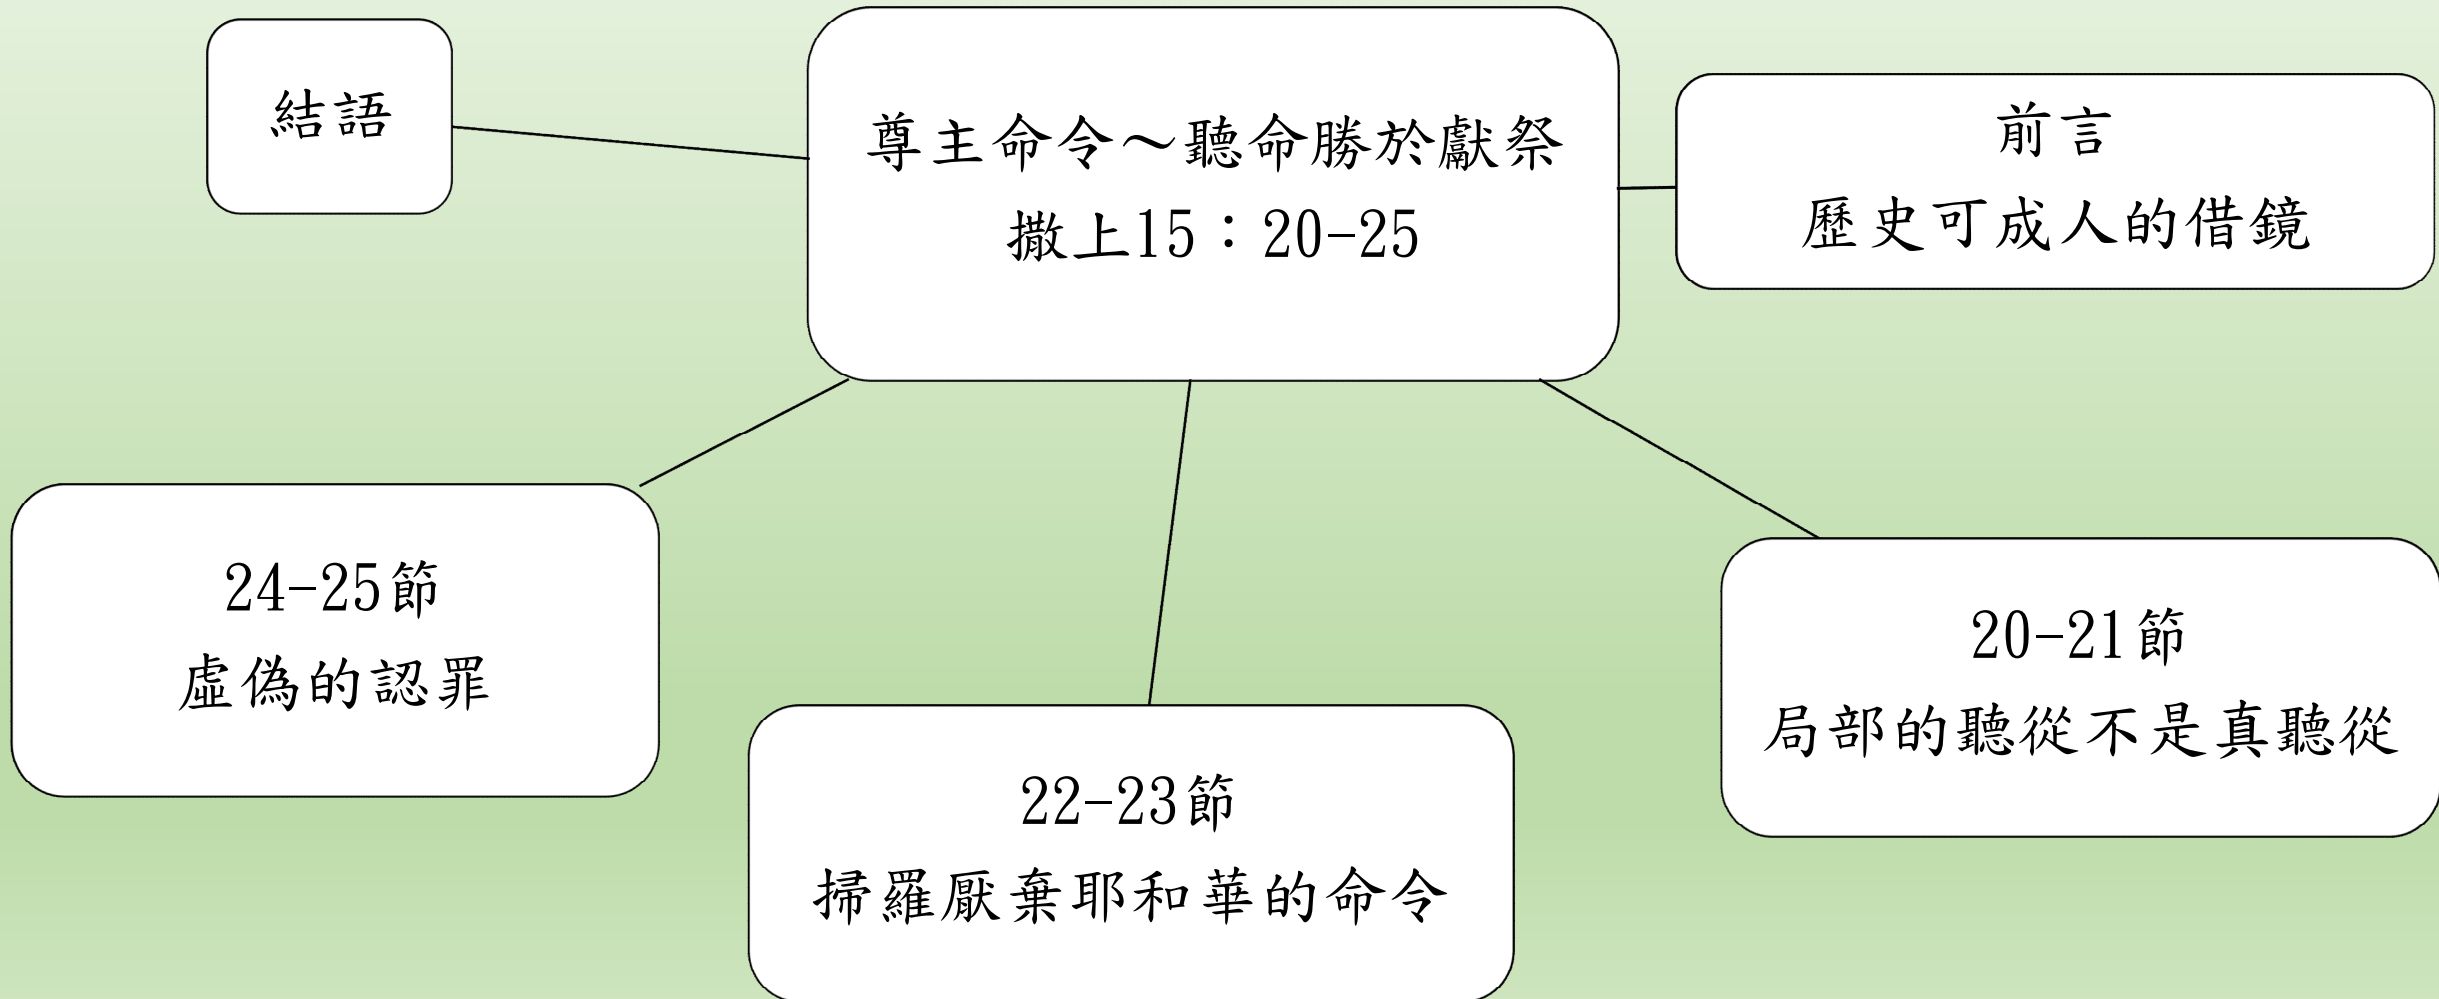 結語
尊主命令～聽命勝於獻祭
撒上15：20-25
前言
歷史可成人的借鏡
24-25節
虛偽的認罪
22-23節
掃羅厭棄耶和華的命令
20-21節
局部的聽從不是真聽從